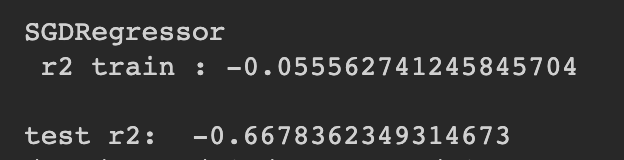 SGDRegressor
r2 train : -0.055562741245845704
test r2:  -0.6678362349314673